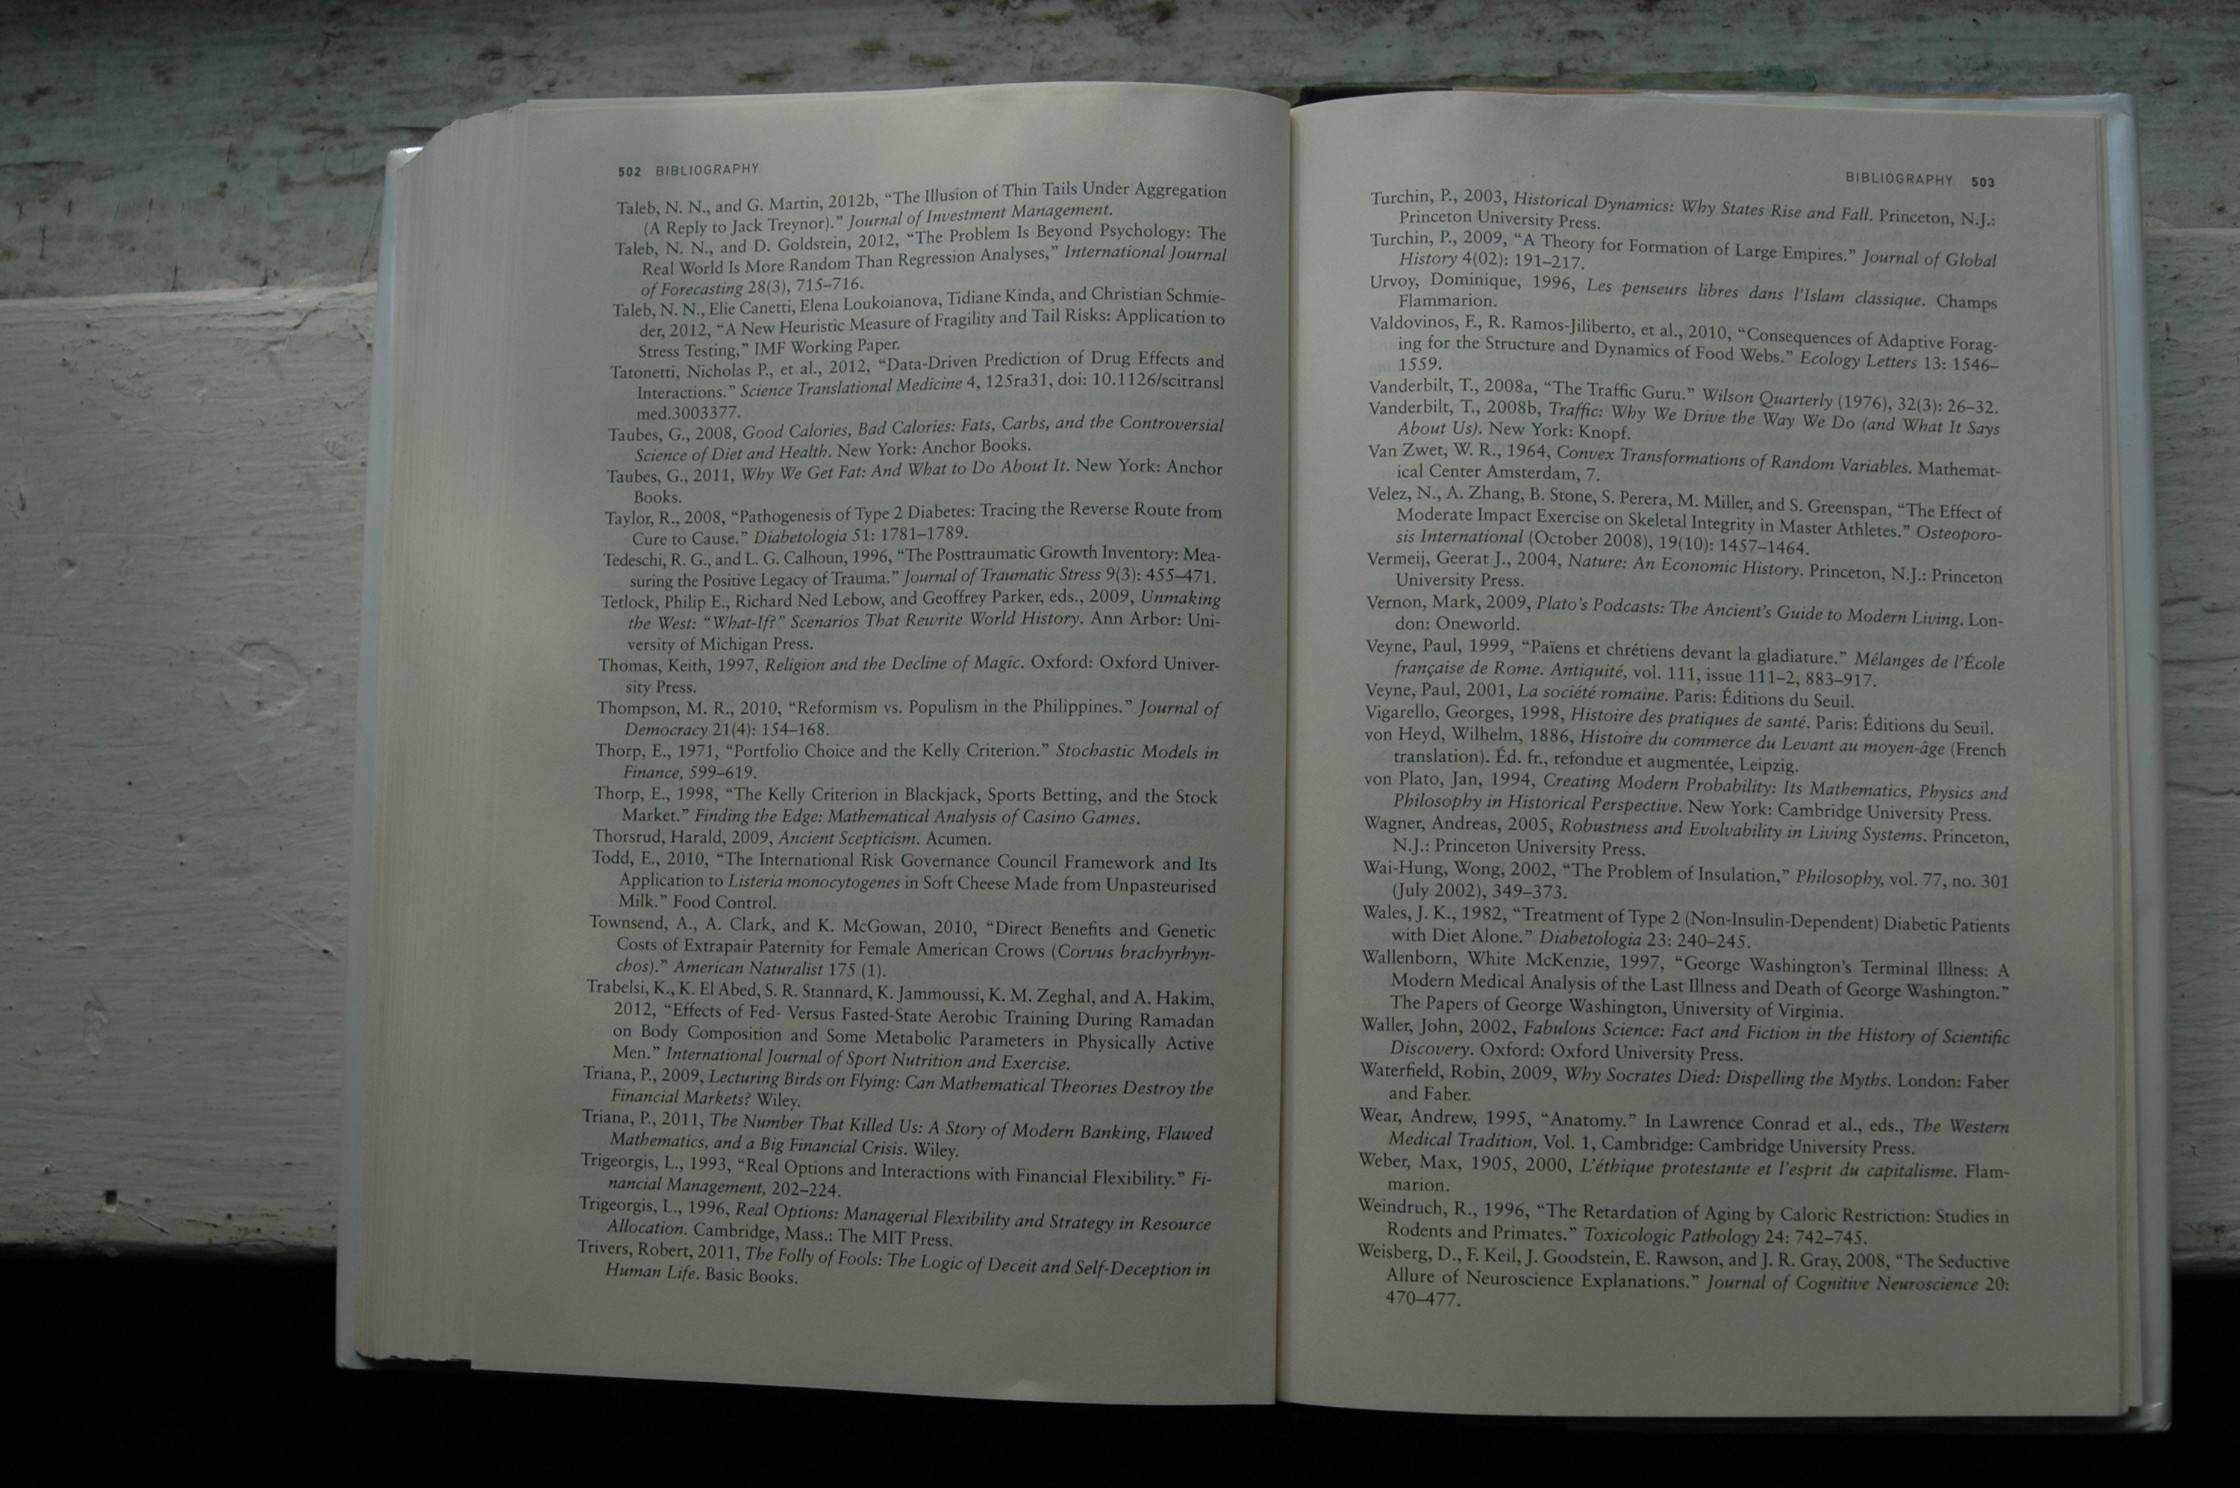 502 BIBLIOGRAPHY
Taleb, N. N., and G. Martin, 2012b, “The Illusion of Thin Tails Under Aggregation
(A Reply to Jack Treynor).” Journal of Investment Management.
Taleb, N. N., and D. Goldstein, 2012, “The Problem Is Beyond Psychology: The
Real World Is More Random Than Regression Analyses,” International Journal
of Forecasting 28(3), 715–716.
Taleb, N. N., Elie Canetti, Elena Loukoianova, Tidiane Kinda, and Christian Schmie-
der, 2012, “A New Heuristic Measure of Fragility and Tail Risks: Application to
Stress Testing,” IMF Working Paper.
Tatonetti, Nicholas P., et al., 2012, “Data-Driven Prediction of Drug Effects and
Interactions.” Science Translational Medicine 4, 125ra31, doi: 10.1126/scitransl
med.3003377.
Taubes, G., 2008, Good Calories, Bad Calories: Fats, Carbs, and the Controversial
Science of Diet and Health. New York: Anchor Books.
Taubes, G., 2011, Why We Get Fat: And What to Do About It. New York: Anchor
Books.
Taylor, R., 2008, “Pathogenesis of Type 2 Diabetes: Tracing the Reverse Route from
Cure to Cause.” Diabetologia 51: 1781–1789.
Tedeschi, R. G., and L. G. Calhoun, 1996, “The Posttraumatic Growth Inventory: Mea-
suring the Positive Legacy of Trauma.” Journal of Traumatic Stress 9(3): 455–471.
Tetlock, Philip E., Richard Ned Lebow, and Geoffrey Parker, eds., 2009, Unmaking
the West: “What-If?” Scenarios That Rewrite World History. Ann Arbor: Uni-
versity of Michigan Press.
Thomas, Keith, 1997, Religion and the Decline of Magic. Oxford: Oxford Univer-
sity Press.
Thompson, M. R., 2010, “Reformism vs. Populism in the Philippines.” Journal of
Democracy 21(4): 154–168.
Thorp, E., 1971, “Portfolio Choice and the Kelly Criterion.” Stochastic Models in
Finance, 599–619.
Thorp, E., 1998, “The Kelly Criterion in Blackjack, Sports Betting, and the Stock
Market.” Finding the Edge: Mathematical Analysis of Casino Games.
Thorsrud, Harald, 2009, Ancient Scepticism. Acumen.
Todd, E., 2010, “The International Risk Governance Council Framework and Its
Application to Listeria monocytogenes in Soft Cheese Made from Unpasteurised
Milk.” Food Control.
Townsend, A., A. Clark, and K. McGowan, 2010, “Direct Benefits and Genetic
Costs of Extrapair Paternity for Female American Crows (Corvus brachyrhyn-
chos).” American Naturalist 175 (1).
Trabelsi, K., K. El Abed, S. R. Stannard, K. Jammoussi, K. M. Zeghal, and A. Hakim,
2012, “Effects of Fed- Versus Fasted-State Aerobic Training During Ramadan
on Body Composition and Some Metabolic Parameters in Physically Active
Men.” International Journal of Sport Nutrition and Exercise.
Triana, P., 2009, Lecturing Birds on Flying: Can Mathematical Theories Destroy the
Financial Markets? Wiley.
Triana, P., 2011, The Number That Killed Us: A Story of Modern Banking, Flawed
Mathematics, and a Big Financial Crisis. Wiley.
Trigeorgis, L., 1993, “Real Options and Interactions with Financial Flexibility.” Fi-
nancial Management, 202–224.
Trigeorgis, L., 1996, Real Options: Managerial Flexibility and Strategy in Resource
Allocation. Cambridge, Mass.: The MIT Press.
Trivers, Robert, 2011, The Folly of Fools: The Logic of Deceit and Self-Deception in
Human Life. Basic Books.
BIBLIOGRAPHY 503
Turchin, P., 2003, Historical Dynamics: Why States Rise and Fall. Princeton, N.J.:
Princeton University Press.
Turchin, P., 2009, “A Theory for Formation of Large Empires.” Journal of Global
History 4(02): 191–217.
Urvoy, Dominique, 1996, Les penseurs libres dans l’Islam classique. Champs
Flammarion.
Valdovinos, F., R. Ramos-Jiliberto, et al., 2010, “Consequences of Adaptive Forag-
ing for the Structure and Dynamics of Food Webs.” Ecology Letters 13: 1546–
1559.
Vanderbilt, T., 2008a, “The Traffic Guru.” Wilson Quarterly (1976), 32(3): 26–32.
Vanderbilt, T., 2008b, Traffic: Why We Drive the Way We Do (and What It Says
About Us). New York: Knopf.
Van Zwet, W. R., 1964, Convex Transformations of Random Variables. Mathemat-
ical Center Amsterdam, 7.
Velez, N., A. Zhang, B. Stone, S. Perera, M. Miller, and S. Greenspan, “The Effect of
Moderate Impact Exercise on Skeletal Integrity in Master Athletes.” Osteoporo-
sis International (October 2008), 19(10): 1457–1464.
Vermeij, Geerat J., 2004, Nature: An Economic History. Princeton, N.J.: Princeton
University Press.
Vernon, Mark, 2009, Plato’s Podcasts: The Ancient’s Guide to Modern Living. Lon-
don: Oneworld.
Veyne, Paul, 1999, “Païens et chrétiens devant la gladiature.” Mélanges de l’École
française de Rome. Antiquité, vol. 111, issue 111–2, 883–917.
Veyne, Paul, 2001, La société romaine. Paris: Éditions du Seuil.
Vigarello, Georges, 1998, Histoire des pratiques de santé. Paris: Éditions du Seuil.
von Heyd, Wilhelm, 1886, Histoire du commerce du Levant au moyen-âge (French
translation). Éd. fr., refondue et augmentée, Leipzig.
von Plato, Jan, 1994, Creating Modern Probability: Its Mathematics, Physics and
Philosophy in Historical Perspective. New York: Cambridge University Press.
Wagner, Andreas, 2005, Robustness and Evolvability in Living Systems. Princeton,
N.J.: Princeton University Press.
Wai-Hung, Wong, 2002, “The Problem of Insulation,” Philosophy, vol. 77, no. 301
(July 2002), 349–373.
Wales, J. K., 1982, “Treatment of Type 2 (Non-Insulin-Dependent) Diabetic Patients
with Diet Alone.” Diabetologia 23: 240–245.
Wallenborn, White McKenzie, 1997, “George Washington’s Terminal Illness: A
Modern Medical Analysis of the Last Illness and Death of George Washington.”
The Papers of George Washington, University of Virginia.
Waller, John, 2002, Fabulous Science: Fact and Fiction in the History of Scientific
Discovery. Oxford: Oxford University Press.
Waterfield, Robin, 2009, Why Socrates Died: Dispelling the Myths. London: Faber
and Faber.
Wear, Andrew, 1995, “Anatomy.” In Lawrence Conrad et al., eds., The Western
Medical Tradition, Vol. 1, Cambridge: Cambridge University Press.
Weber, Max, 1905, 2000, L’éthique protestante et l’esprit du capitalisme. Flam-
marion.
Weindruch, R., 1996, “The Retardation of Aging by Caloric Restriction: Studies in
Rodents and Primates.” Toxicologic Pathology 24: 742–745.
Weisberg, D., F. Keil, J. Goodstein, E. Rawson, and J. R. Gray, 2008, “The Seductive
Allure of Neuroscience Explanations.” Journal of Cognitive Neuroscience 20:
470–477.